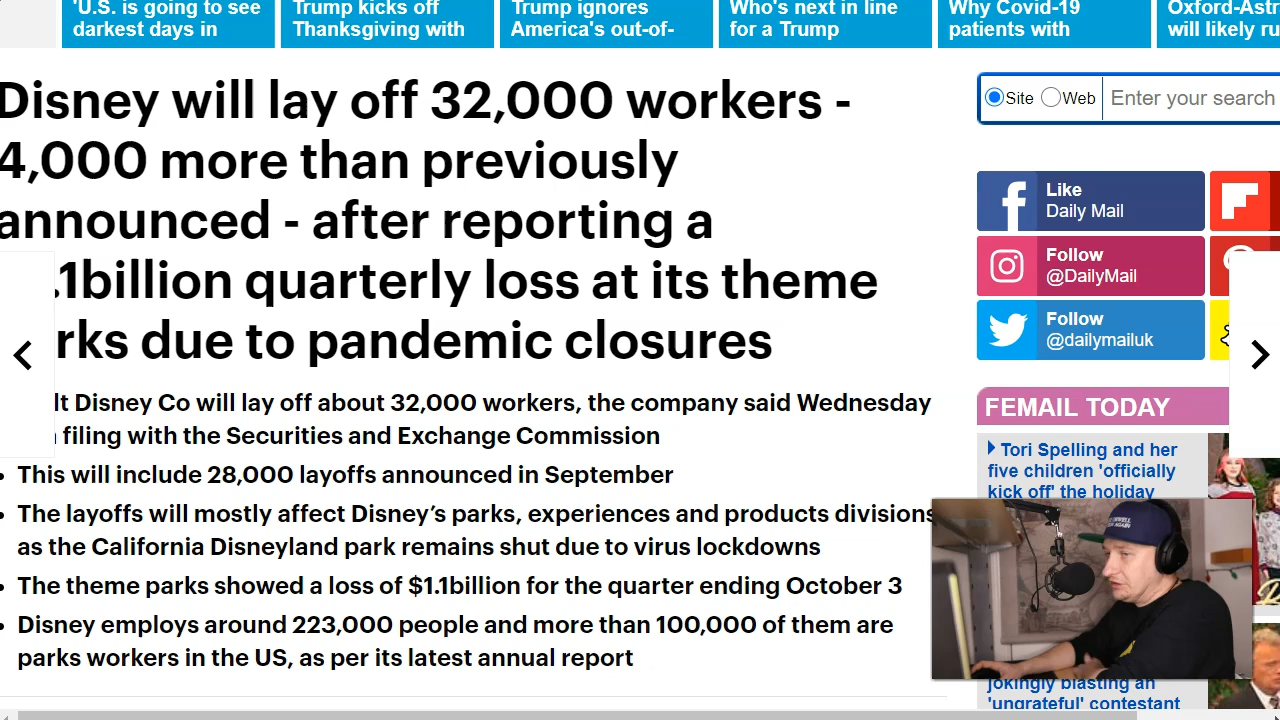 'U.S. is going to see
darkest days in
Trump kicks off
Thanksgiving with
Trump ignores
America's out-of-
Who's next in line
for a Trump
Why Covid-19
patients with
Oxford-Astr
will likely ru
Disney will lay off 32,000 workers -
4,000 more than previously
announced - after reporting a
.1billion quarterly loss at its theme
rks due to pandemic closures
lt Disney Co will lay off about 32,000 workers, the company said Wednesday
filing with the Securities and Exchange Commission
This will include 28,000 layoffs announced in September
The layoffs will mostly affect Disney’s parks, experiences and products divisions
as the California Disneyland park remains shut due to virus lockdowns
The theme parks showed a loss of $1.1billion for the quarter ending October 3
Disney employs around 223,000 people and more than 100,000 of them are
parks workers in the US, as per its latest annual report
Site Web Enter your search
Like
Daily Mail
Follow
@DailyMail
Follow
@dailymailuk
FEMAIL TODAY
Tori Spelling and her
five children 'officially
kick off' the holiday
jokingly blasting an
'ungrateful' contestant